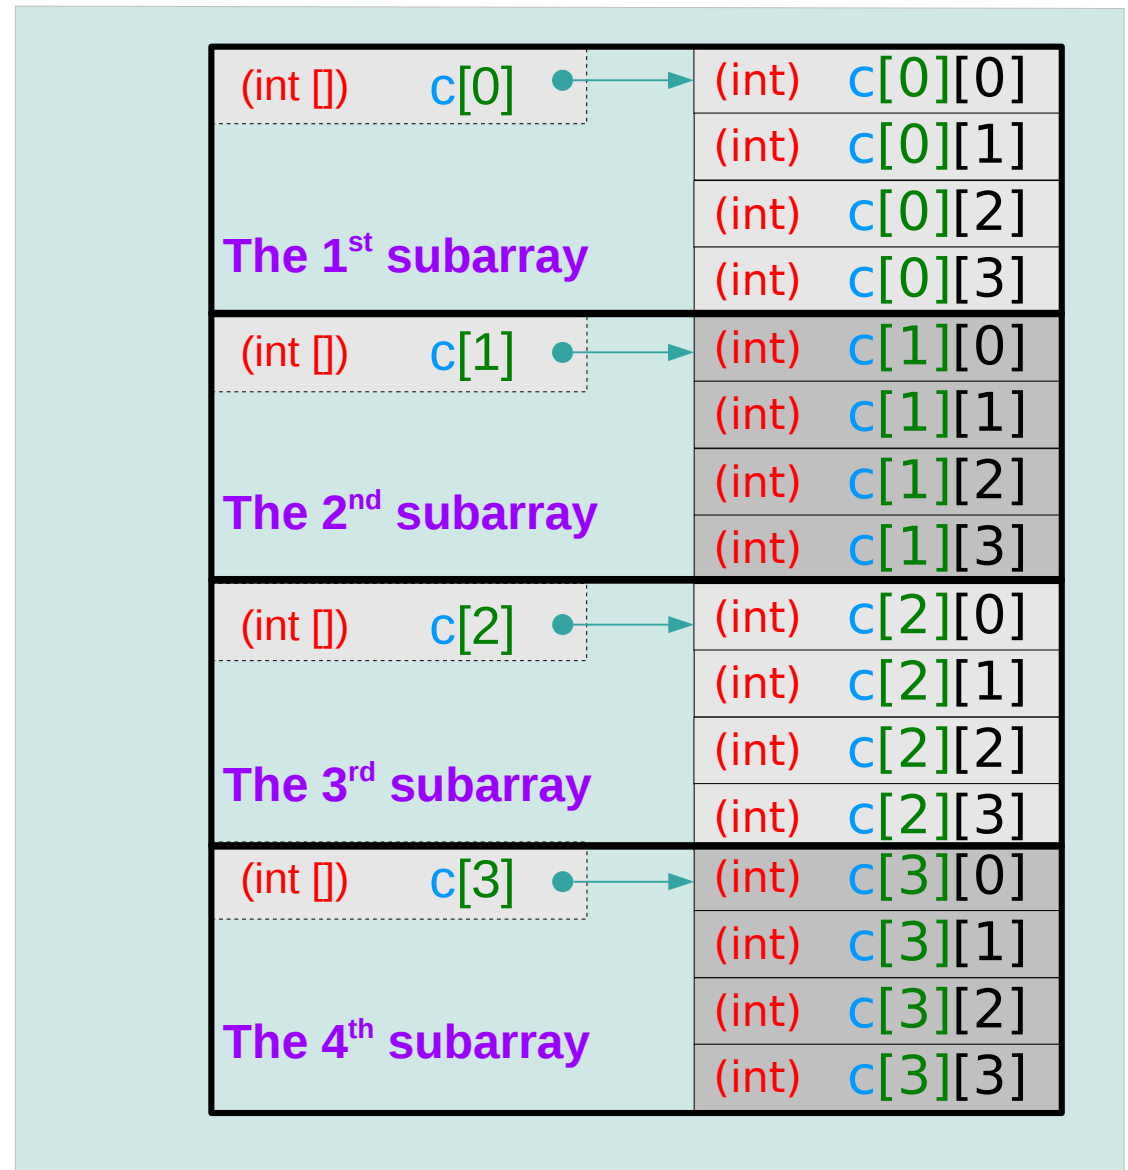 (int []) c[0] (int) c[0][0]
(int) c[0][1]
(int) c[0][2]
The 1st subarray
(int) c[0][3]
(int []) c[1] (int) c[1][0]
(int) c[1][1]
(int) c[1][2]
The 2nd subarray
(int) c[1][3]
(int []) c[2] (int) c[2][0]
(int) c[2][1]
(int) c[2][2]
The 3rd subarray
(int) c[2][3]
(int []) c[3] (int) c[3][0]
(int) c[3][1]
(int) c[3][2]
The 4th subarray
(int) c[3][3]